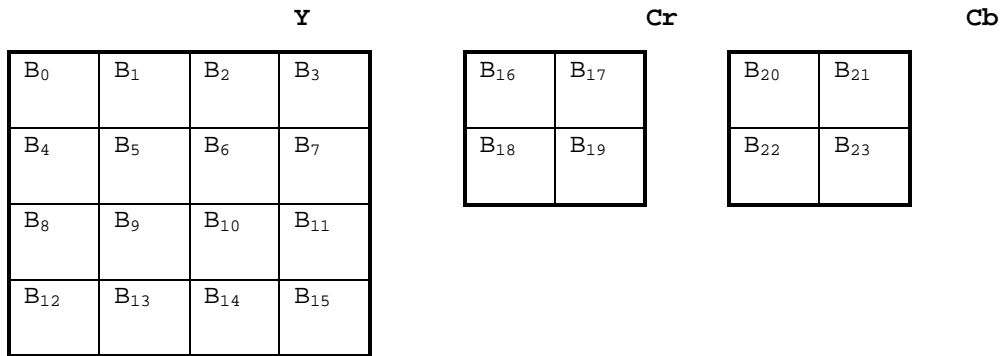 Y Cr Cb
B₀ B₁ B₂ B₃ B₁₆ B₁₇ B₂₀ B₂₁
B₄ B₅ B₆ B₇ B₁₈ B₁₉ B₂₂ B₂₃
B₈ B₉ B₁₀ B₁₁
B₁₂ B₁₃ B₁₄ B₁₅